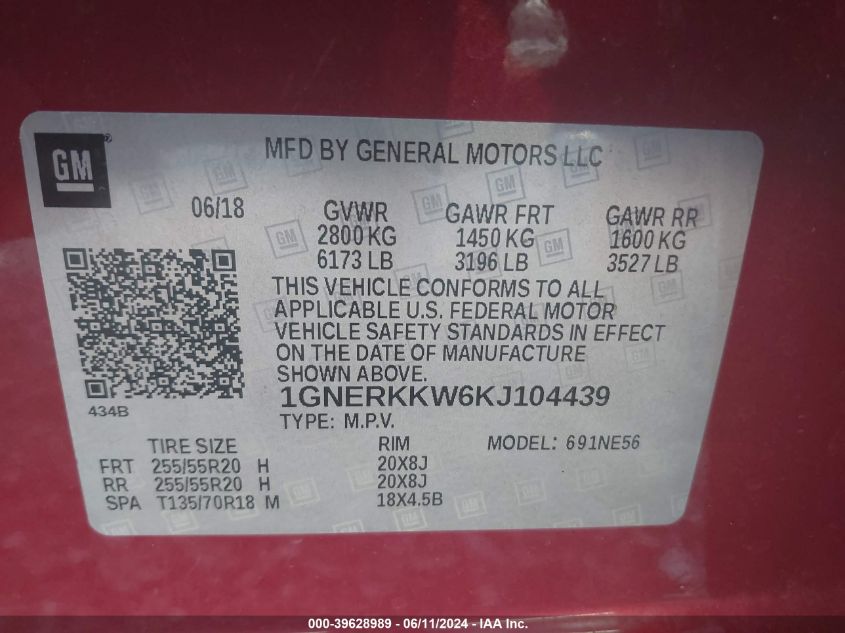 GM
MFD BY GENERAL MOTORS LLC
06/18
GVWR GAWR FRT GAWR RR
2800 KG 1450 KG 1600 KG
6173 LB 3196 LB 3527 LB
THIS VEHICLE CONFORMS TO ALL
APPLICABLE U.S. FEDERAL MOTOR
VEHICLE SAFETY STANDARDS IN EFFECT
ON THE DATE OF MANUFACTURE
SHOWN ABOVE.
434B
1GNERKKW6KJ104439
TYPE: M.P.V.
TIRE SIZE RIM MODEL: 691NE56
FRT 255/55R20 H 20X8J
RR 255/55R20 H 20X8J
SPA T135/70R18 M 18X4.5B
000-39628989 - 06/11/2024 - IAA Inc.